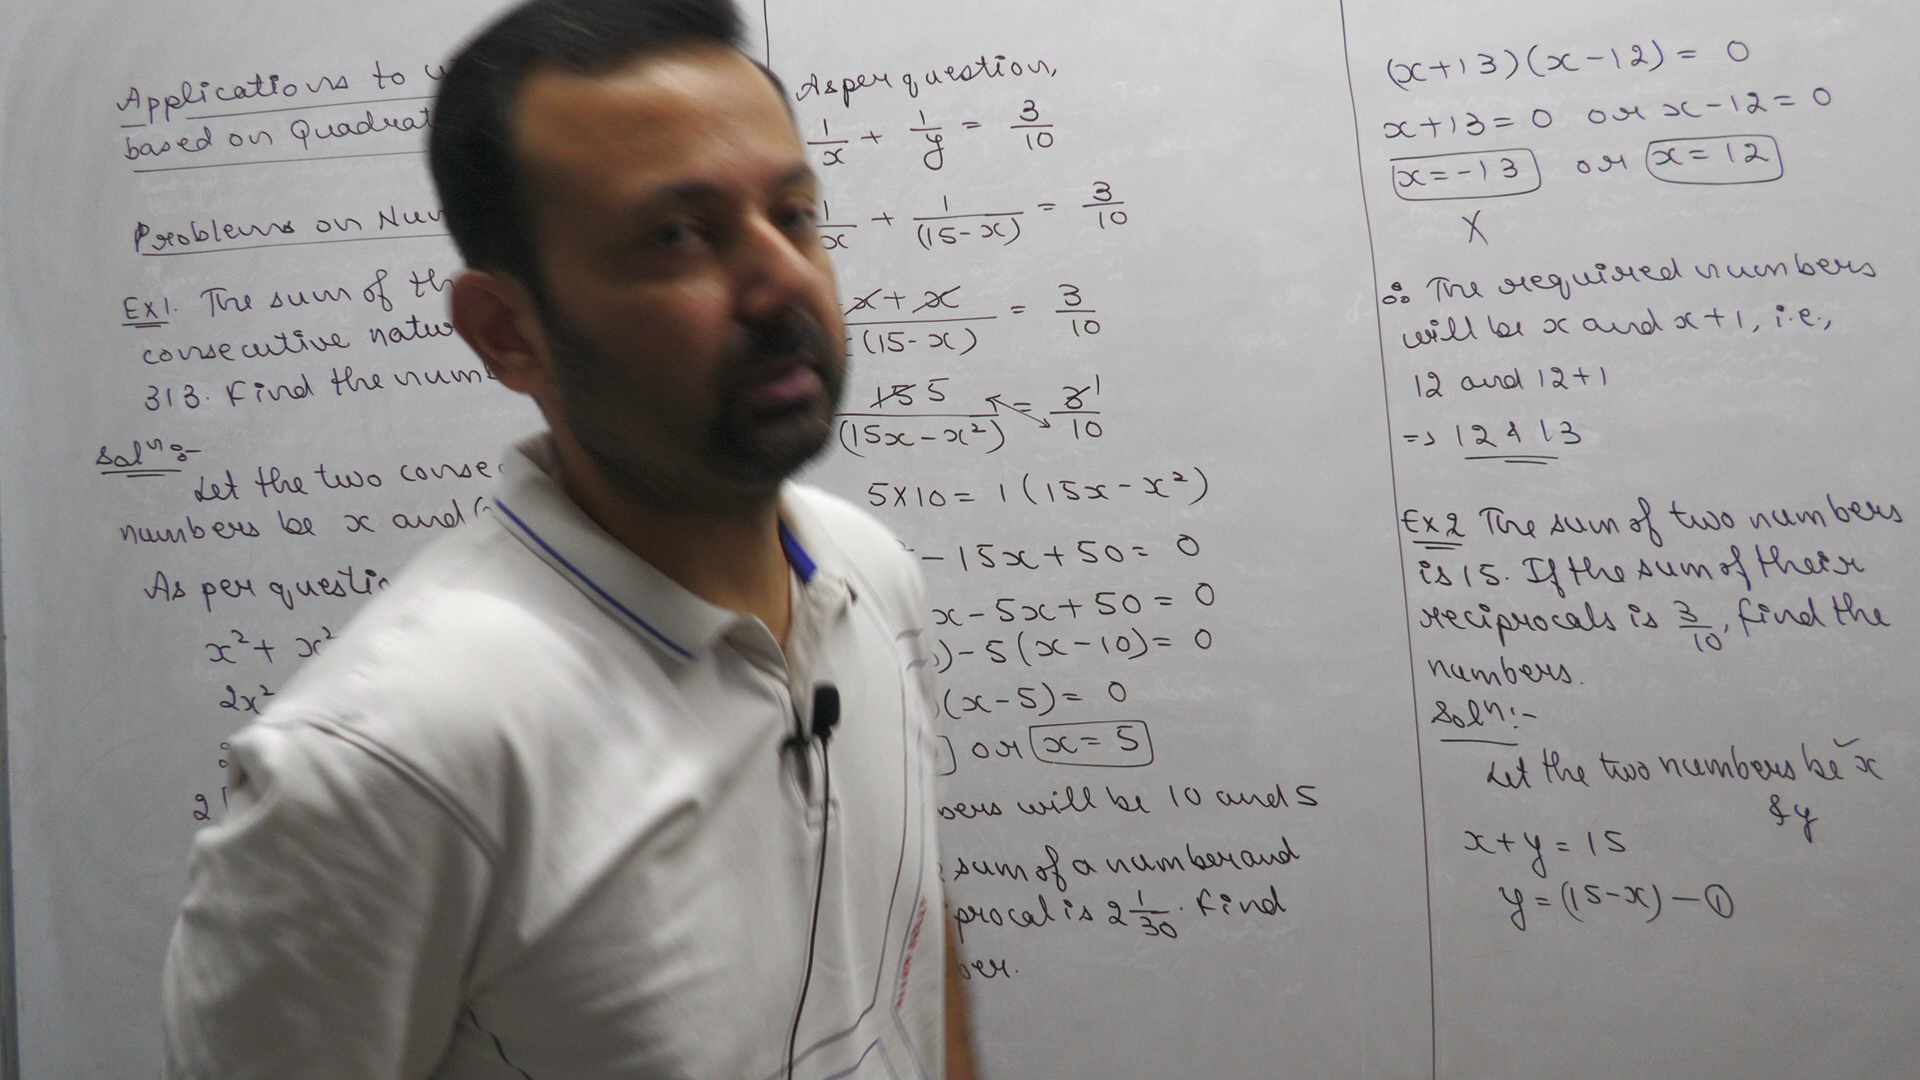 Applications to
based on Quadrat
Problems on Num
Ex1. The sum of th
consecutive natur
313. Find the num
Solⁿ:-
Let the two consec
numbers be x and (
As per questio
x² + x²
2x²
2
As per question,
1/x + 1/y = 3/10
1/x + 1/(15-x) = 3/10
x + x / (15-x) = 3/10
15 5 / (15x - x²) = 3 1 / 10
5×10 = 1(15x - x²)
- 15x + 50 = 0
x - 5x + 50 = 0
) - 5(x - 10) = 0
(x - 5) = 0
or x = 5
bers will be 10 and 5
sum of a number and
procal is 2 1/30. Find
ber.
(x+13)(x-12) = 0
x+13 = 0 or x-12 = 0
x = -13 or x = 12
X
∴ The required numbers
will be x and x+1, i.e.,
12 and 12+1
=> 12 & 13
Ex2 The sum of two numbers
is 15. If the sum of their
reciprocals is 3/10, find the
numbers.
Solⁿ:-
Let the two numbers be x
& y
x + y = 15
y = (15-x) - ①